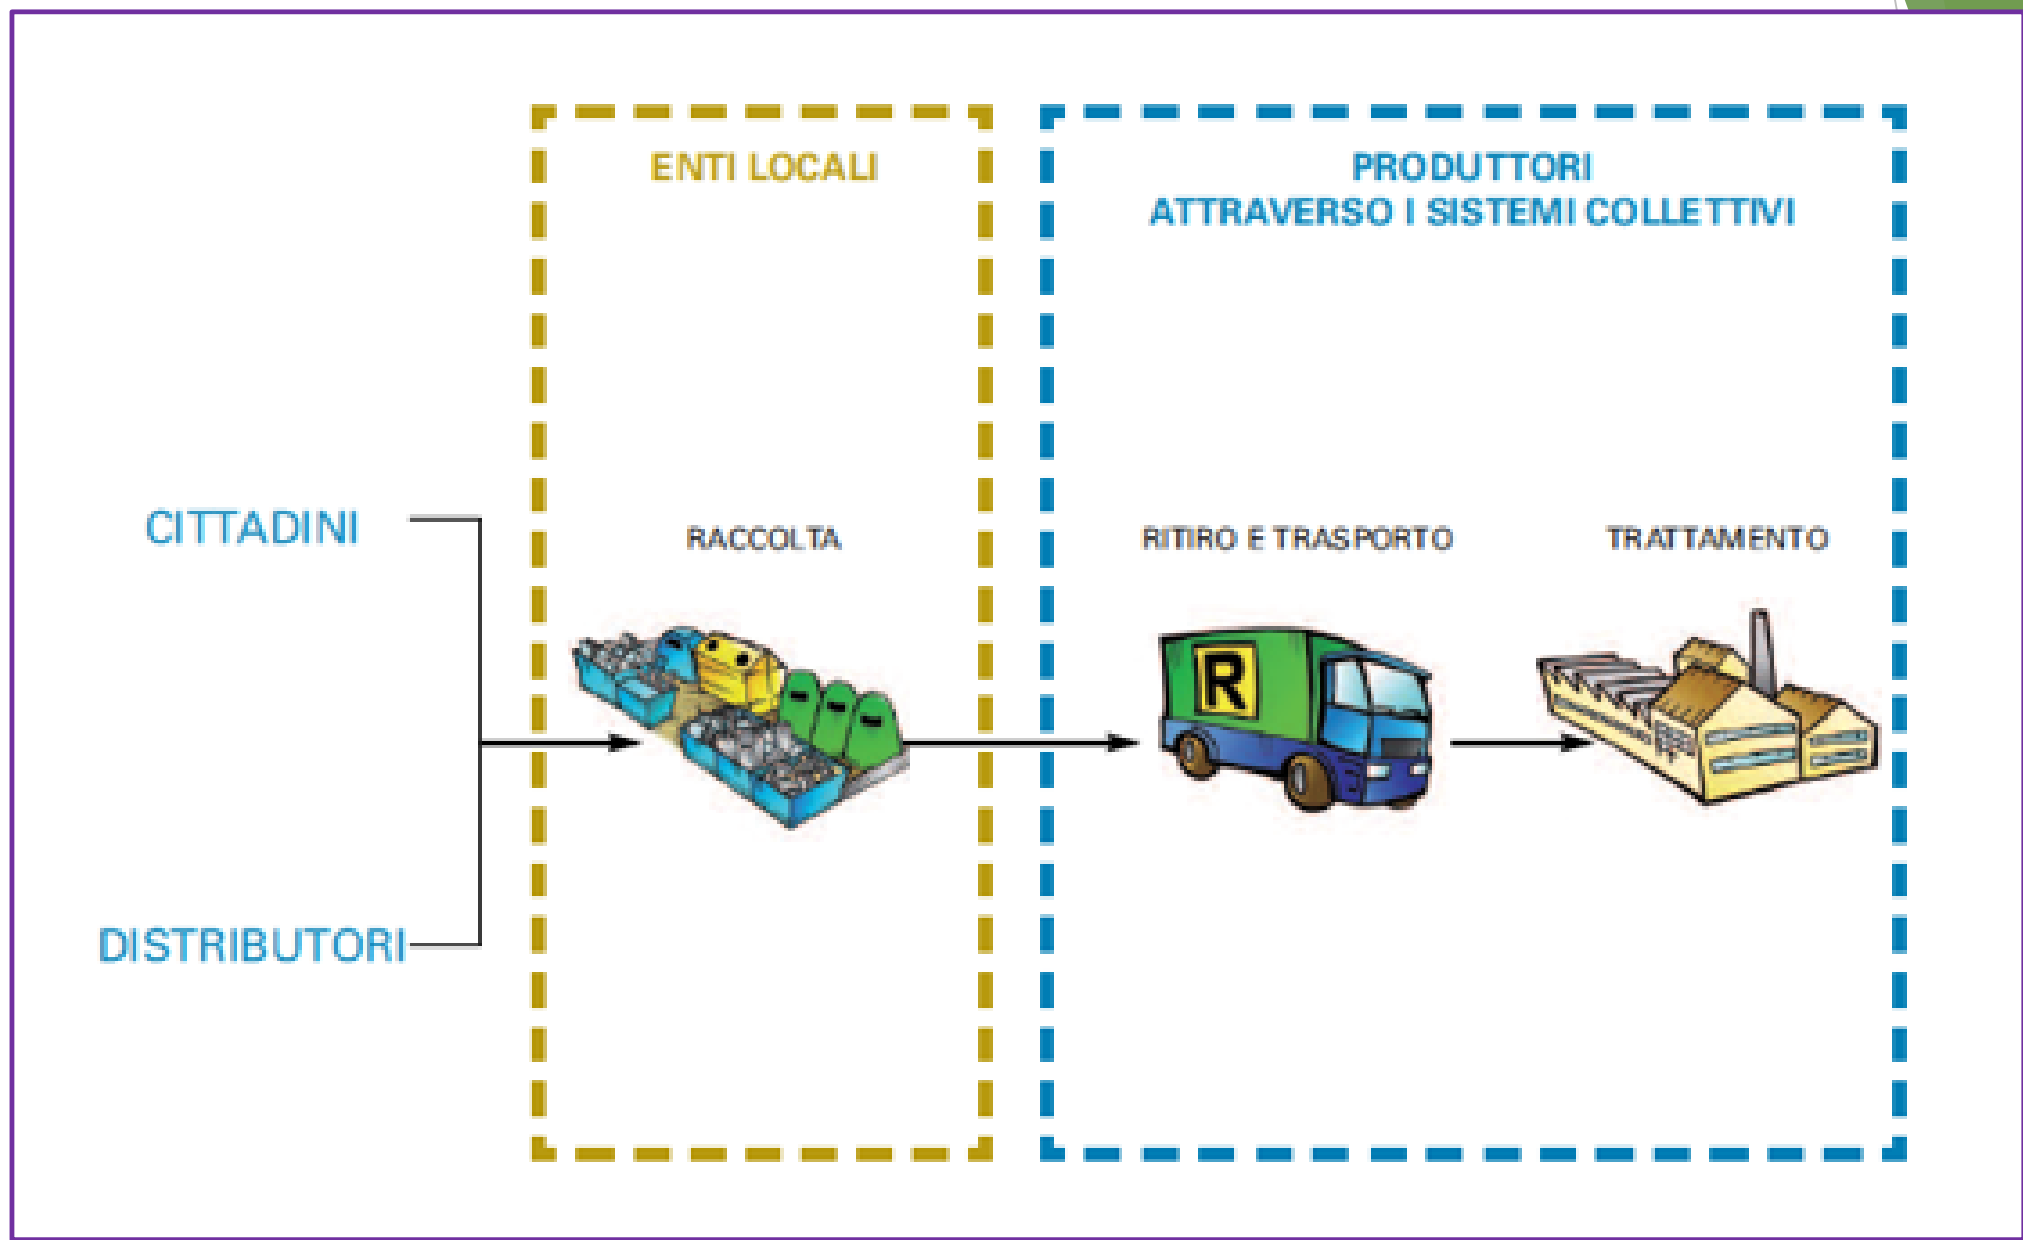 ENTI LOCALI
PRODUTTORI
ATTRAVERSO I SISTEMI COLLETTIVI
CITTADINI
RACCOLTA
RITIRO E TRASPORTO
TRATTAMENTO
R
DISTRIBUTORI